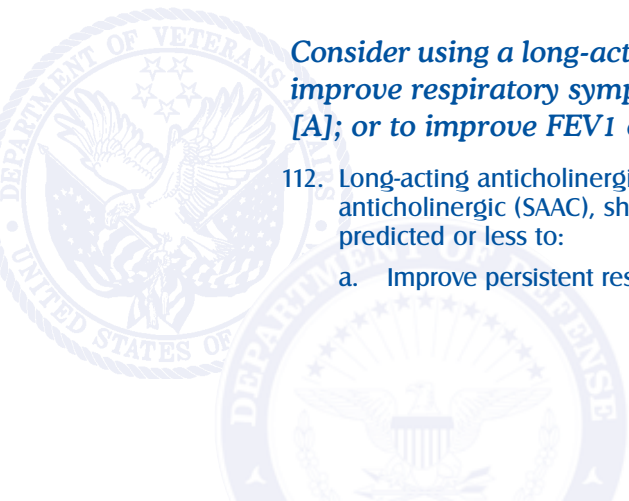 Consider using a long-act
improve respiratory symp
[A]; or to improve FEV1
112. Long-acting anticholinergi
anticholinergic (SAAC), sh
predicted or less to:
a. Improve persistent res
DEPARTMENT OF VETERANS AFFAIRS
UNITED STATES OF
DEPARTMENT OF DEFENSE